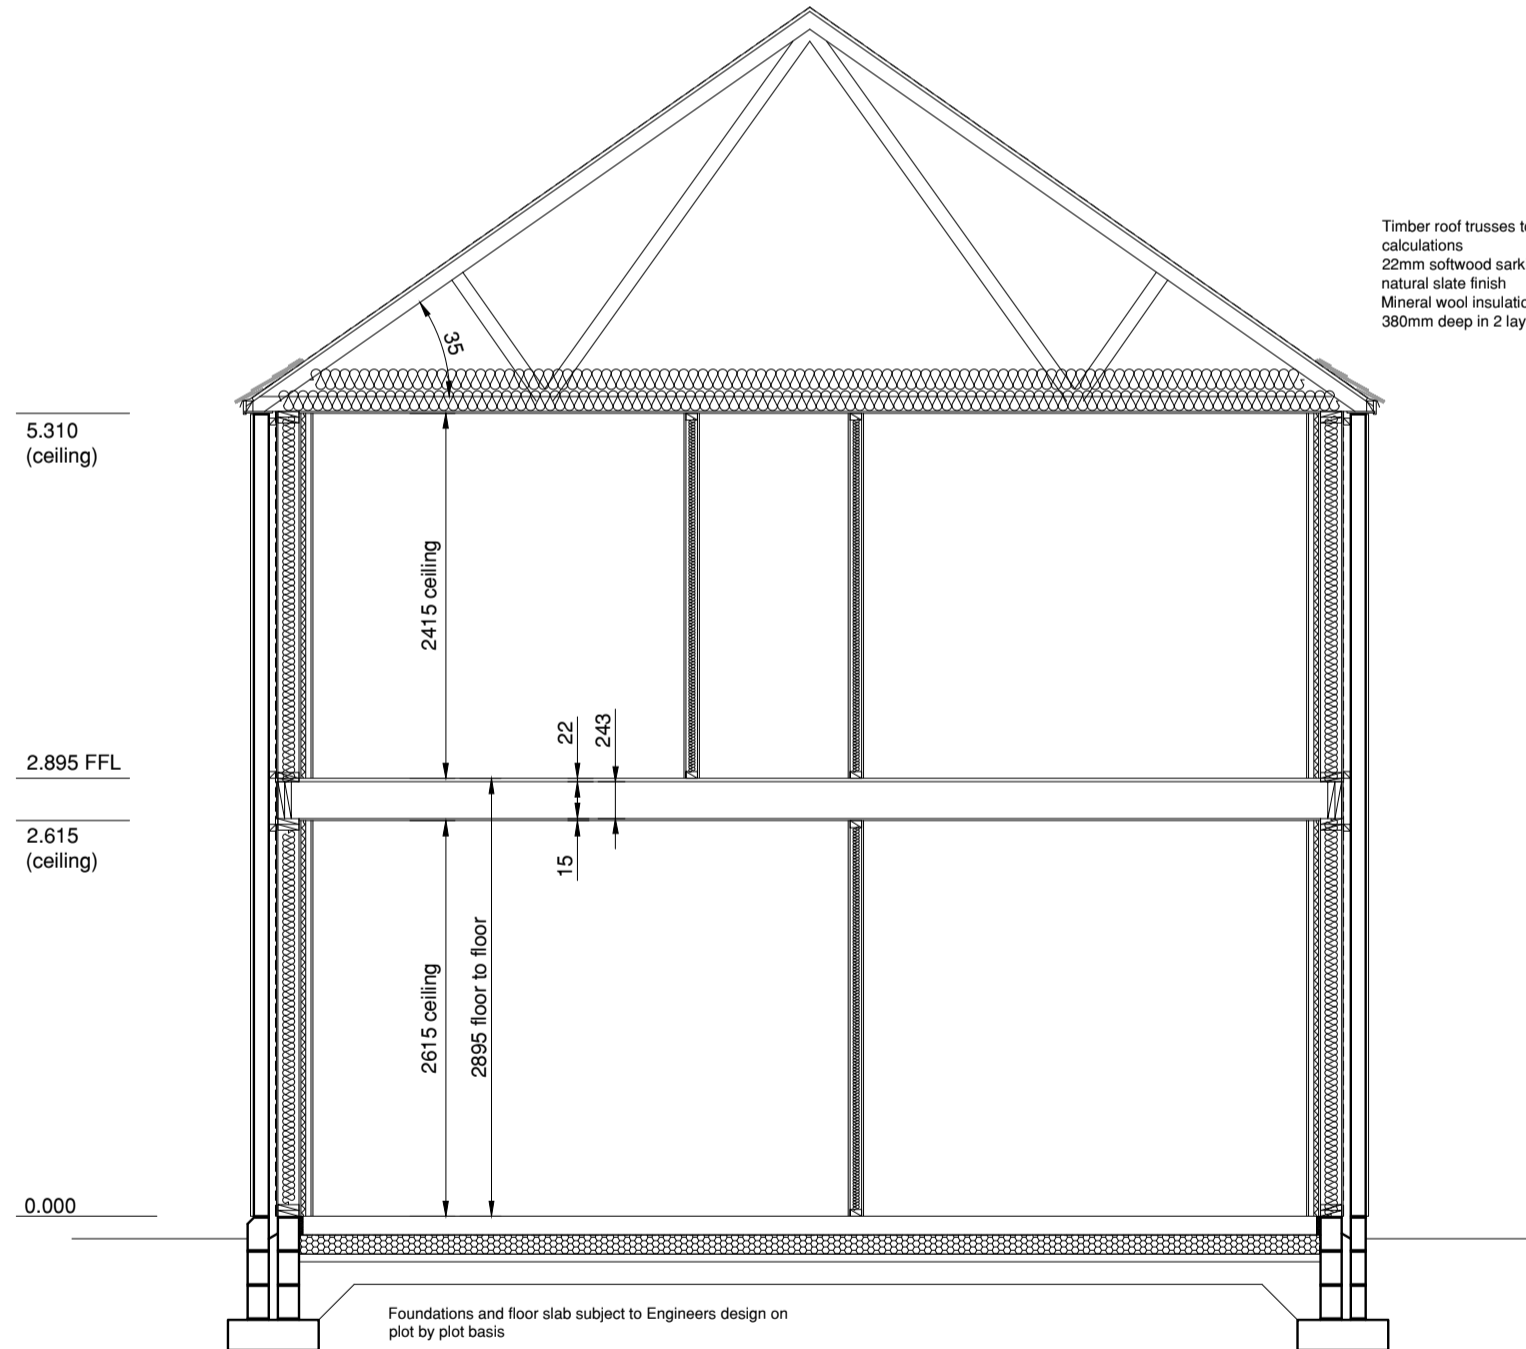 Timber roof trusses t
calculations
22mm softwood sark
natural slate finish
Mineral wool insulati
380mm deep in 2 lay
35
5.310
(ceiling)
2415 ceiling
22
243
2.895 FFL
2.615
(ceiling)
15
2615 ceiling
2895 floor to floor
0.000
Foundations and floor slab subject to Engineers design on
plot by plot basis